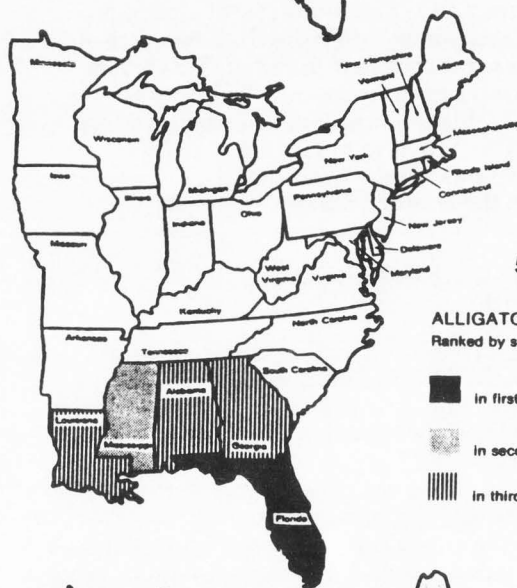 Minnesota
Wisconsin
Iowa
Illinois
Michigan
Indiana
Ohio
Missouri
Kentucky
West
Virginia
Virginia
Pennsylvania
New York
Vermont
New Hampshire
Maine
Massachusetts
Rhode Island
Connecticut
New Jersey
Delaware
Maryland
North Carolina
Tennessee
Arkansas
South Carolina
Louisiana
Mississippi
Alabama
Georgia
Florida
ALLIGATO
Ranked by s
in first
in seco
in third